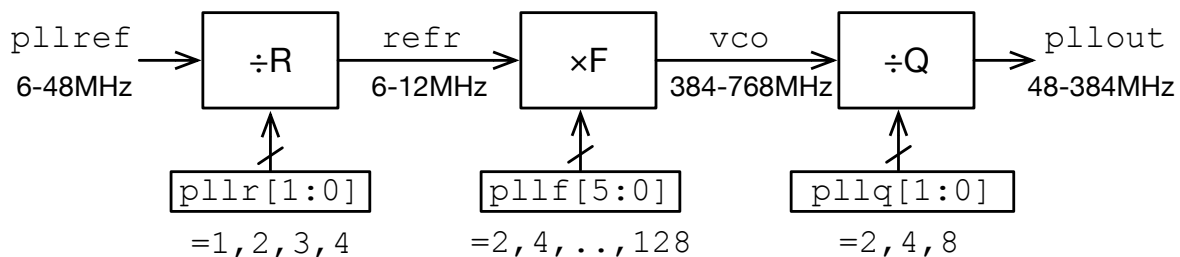 pllref
6-48MHz
÷R
refr
6-12MHz
×F
vco
384-768MHz
÷Q
pllout
48-384MHz
pllr[1:0]
pllf[5:0]
pllq[1:0]
=1,2,3,4
=2,4,..,128
=2,4,8